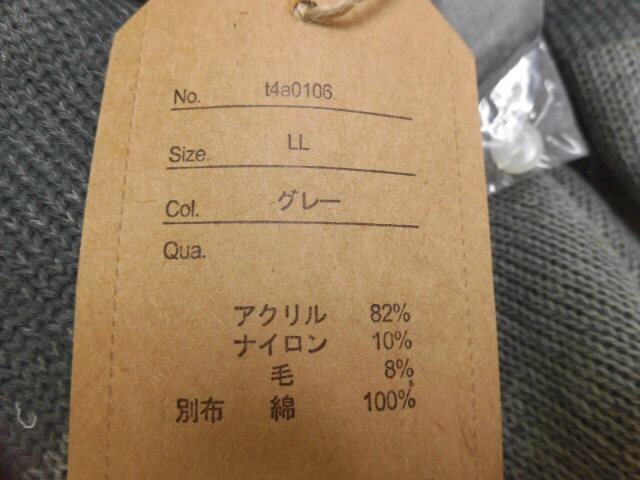 No. t4a0106
Size. LL
Col. グレー
Qua.
アクリル 82%
ナイロン 10%
毛 8%
別布 綿 100%